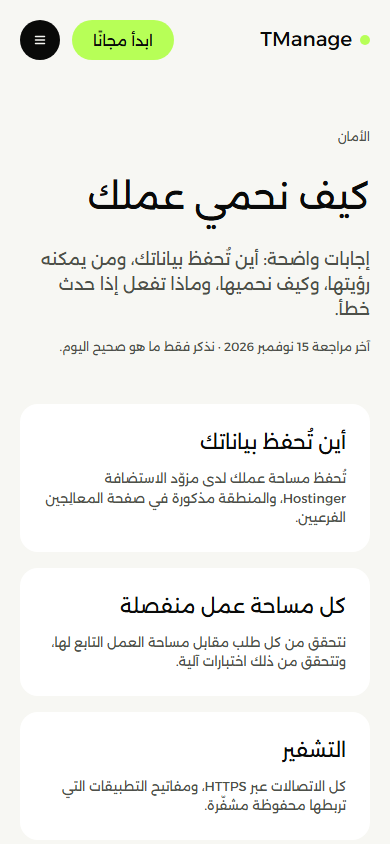 TManage
ابدأ مجانًا
الأمان
كيف نحمي عملك
إجابات واضحة: أين تُحفظ بياناتك، ومن يمكنه
رؤيتها، وكيف نحميها، وماذا تفعل إذا حدث
خطأ.
آخر مراجعة 15 نوفمبر 2026 · نذكر فقط ما هو صحيح اليوم.
أين تُحفظ بياناتك
تُحفظ مساحة عملك لدى مزوّد الاستضافة
Hostinger، والمنطقة مذكورة في صفحة المعالِجين
الفرعيين.
كل مساحة عمل منفصلة
نتحقق من كل طلب مقابل مساحة العمل التابع لها،
وتتحقق من ذلك اختبارات آلية.
التشفير
كل الاتصالات عبر HTTPS، ومفاتيح التطبيقات التي
تربطها محفوظة مشفّرة.